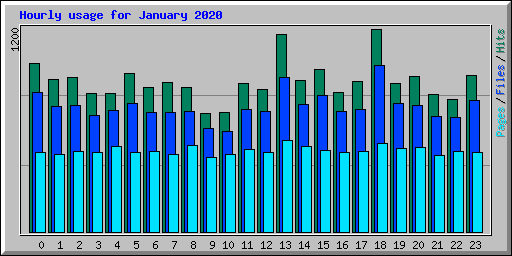 Hourly usage for January 2020
1200
Pages / Files / Hits
0 1 2 3 4 5 6 7 8 9 10 11 12 13 14 15 16 17 18 19 20 21 22 23